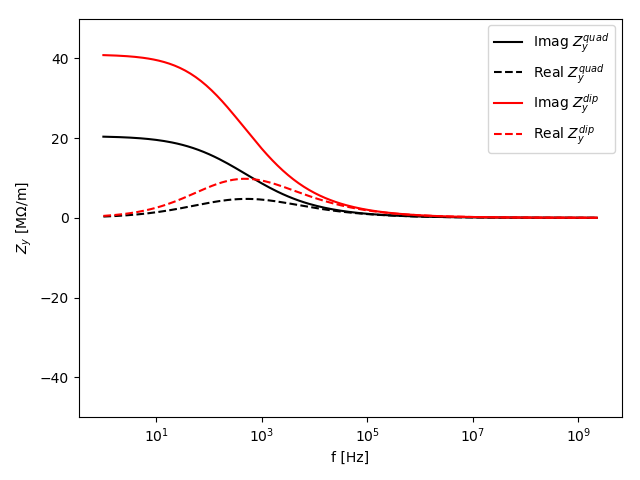 Imag $Z_y^{quad}$
Real $Z_y^{quad}$
Imag $Z_y^{dip}$
Real $Z_y^{dip}$
$Z_y$ [MΩ/m]
40
20
0
−20
−40
$10^1$ $10^3$ $10^5$ $10^7$ $10^9$
f [Hz]